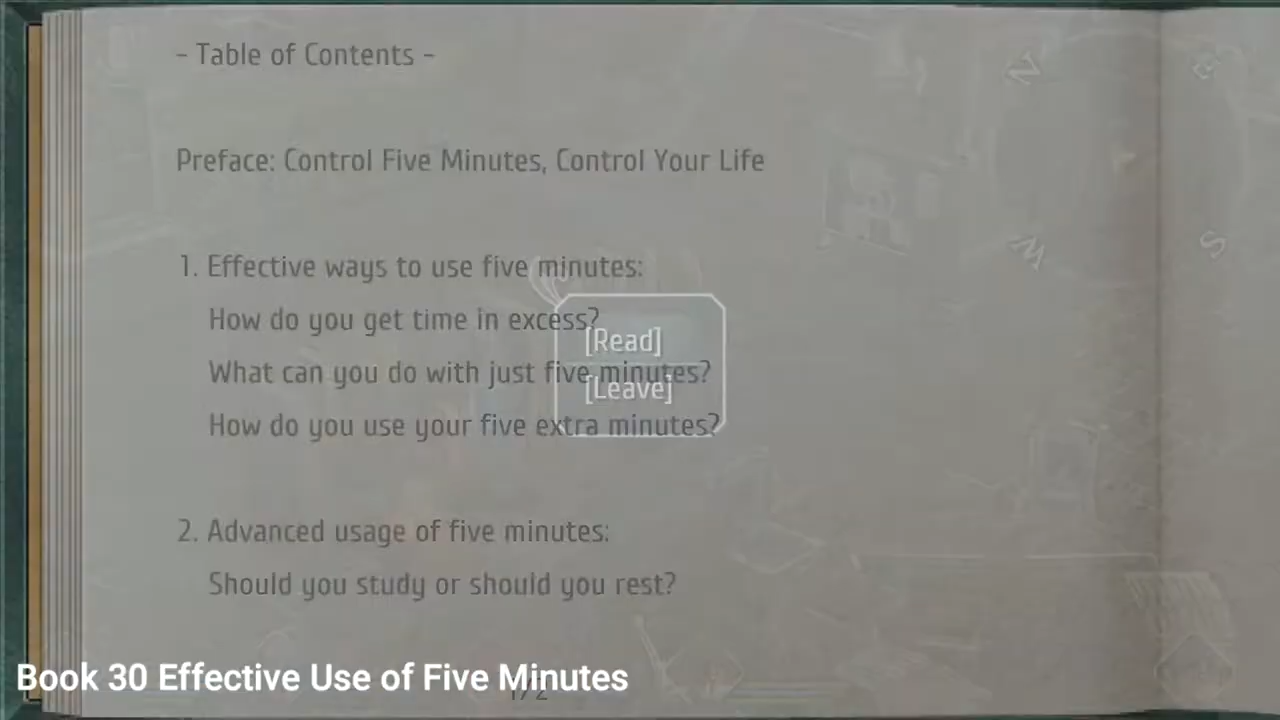 - Table of Contents -
Preface: Control Five Minutes, Control Your Life
1. Effective ways to use five minutes:
How do you get time in excess?
What can you do with just five minutes?
How do you use your five extra minutes?
[Read]
[Leave]
2. Advanced usage of five minutes:
Should you study or should you rest?
1/2
Book 30 Effective Use of Five Minutes
N
E
W
S